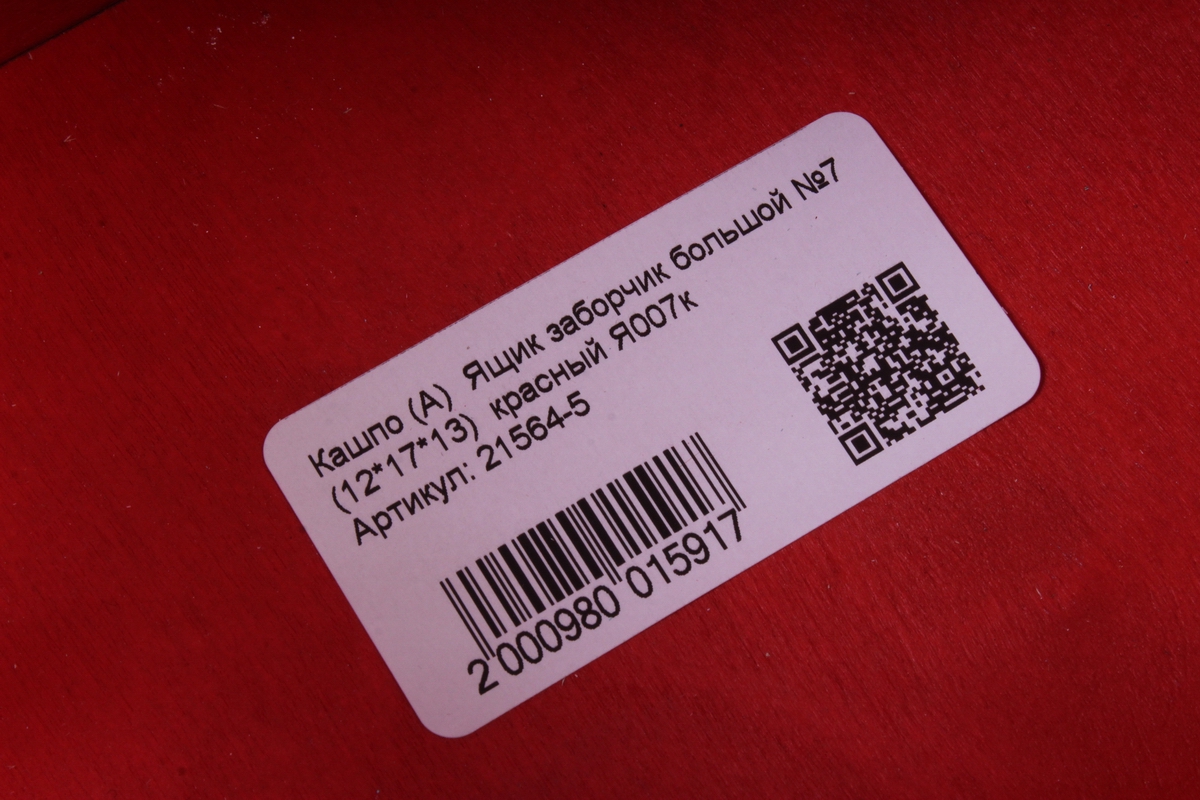 Кашпо (А) Ящик заборчик большой №7
(12*17*13) красный Я007к
Артикул: 21564-5
2 000980 015917